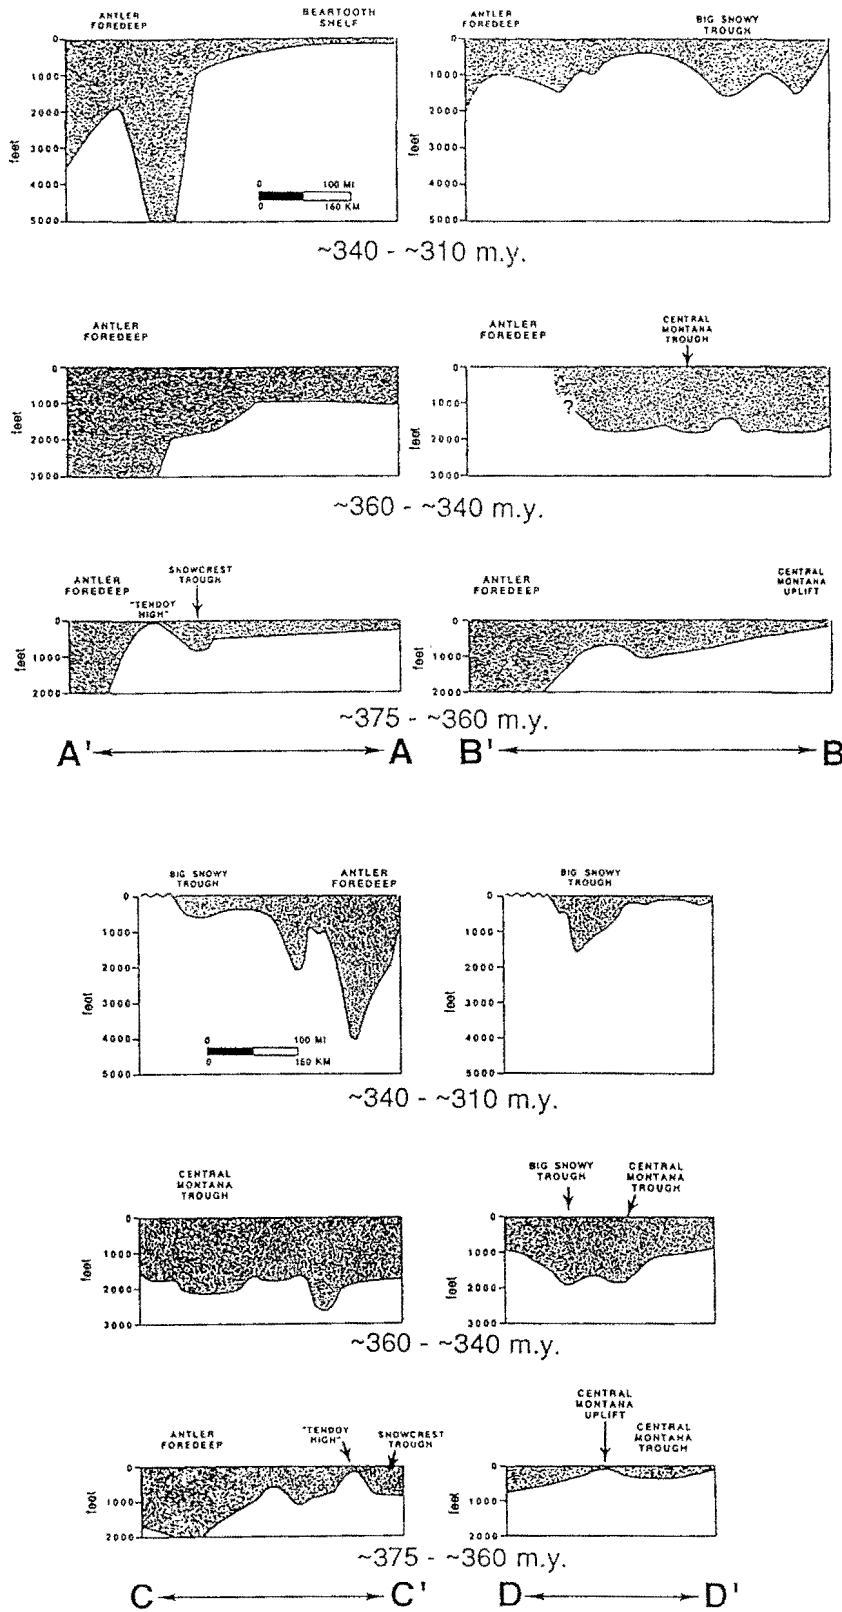 ANTLER
FOREDEEP
BEARTOOTH
SHELF
0
1000
2000
3000
4000
5000
feet
0 100 MI
0 160 KM
ANTLER
FOREDEEP
BIG SNOWY
TROUGH
0
1000
2000
3000
4000
5000
feet
~340 - ~310 m.y.
ANTLER
FOREDEEP
0
1000
2000
3000
feet
ANTLER
FOREDEEP
CENTRAL
MONTANA
TROUGH
0
1000
2000
3000
feet
?
~360 - ~340 m.y.
ANTLER
FOREDEEP
"TENDOY
HIGH"
SNOWCREST
TROUGH
0
1000
2000
feet
ANTLER
FOREDEEP
CENTRAL
MONTANA
UPLIFT
0
1000
2000
feet
~375 - ~360 m.y.
A' A B' B
BIG SNOWY
TROUGH
ANTLER
FOREDEEP
0
1000
2000
3000
4000
5000
feet
0 100 MI
0 160 KM
BIG SNOWY
TROUGH
0
1000
2000
3000
4000
5000
feet
~340 - ~310 m.y.
CENTRAL
MONTANA
TROUGH
0
1000
2000
3000
feet
BIG SNOWY
TROUGH
CENTRAL
MONTANA
TROUGH
0
1000
2000
3000
feet
~360 - ~340 m.y.
ANTLER
FOREDEEP
"TENDOY
HIGH"
SNOWCREST
TROUGH
0
1000
2000
feet
CENTRAL
MONTANA
UPLIFT
CENTRAL
MONTANA
TROUGH
0
1000
2000
feet
~375 - ~360 m.y.
C C' D D'